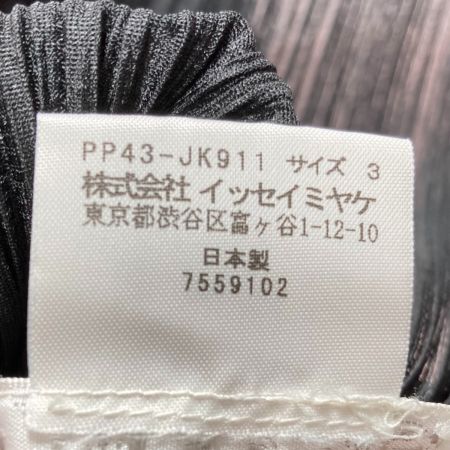 PP43-JK911 サイズ 3
株式会社 イッセイミヤケ
東京都渋谷区富ヶ谷1-12-10
日本製
7559102